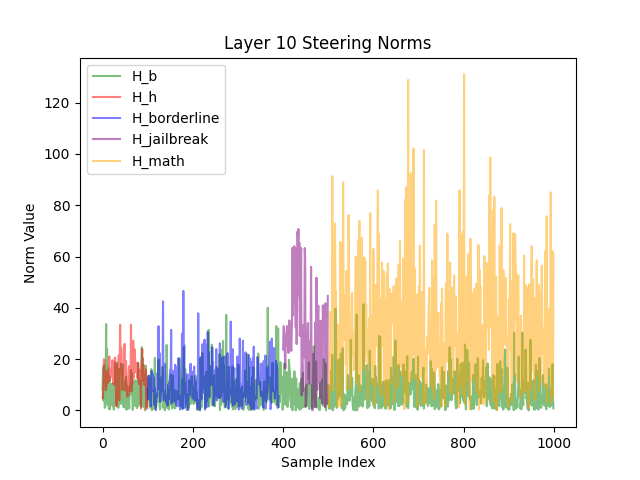 Layer 10 Steering Norms
H_b
H_h
H_borderline
H_jailbreak
H_math
Norm Value
120
100
80
60
40
20
0
0 200 400 600 800 1000
Sample Index